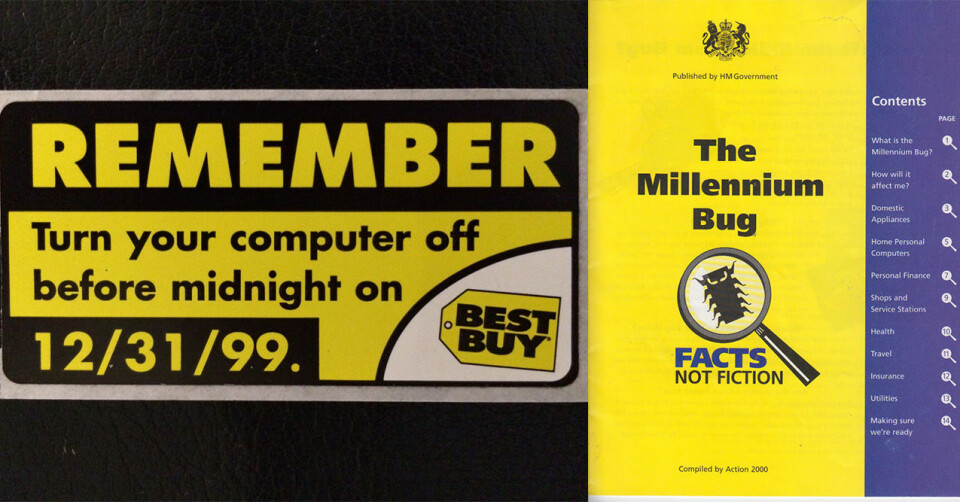 REMEMBER
Turn your computer off
before midnight on
12/31/99.
BEST
BUY®
Published by HM Government
The
Millennium
Bug
FACTS
NOT FICTION
Compiled by Action 2000
Contents
PAGE
What is the
Millennium Bug? 1
How will it
affect me? 2
Domestic
Appliances 3
Home Personal
Computers 5
Personal Finance 7
Shops and
Service Stations 9
Health 10
Travel 11
Insurance 12
Utilities 13
Making sure
we're ready 14